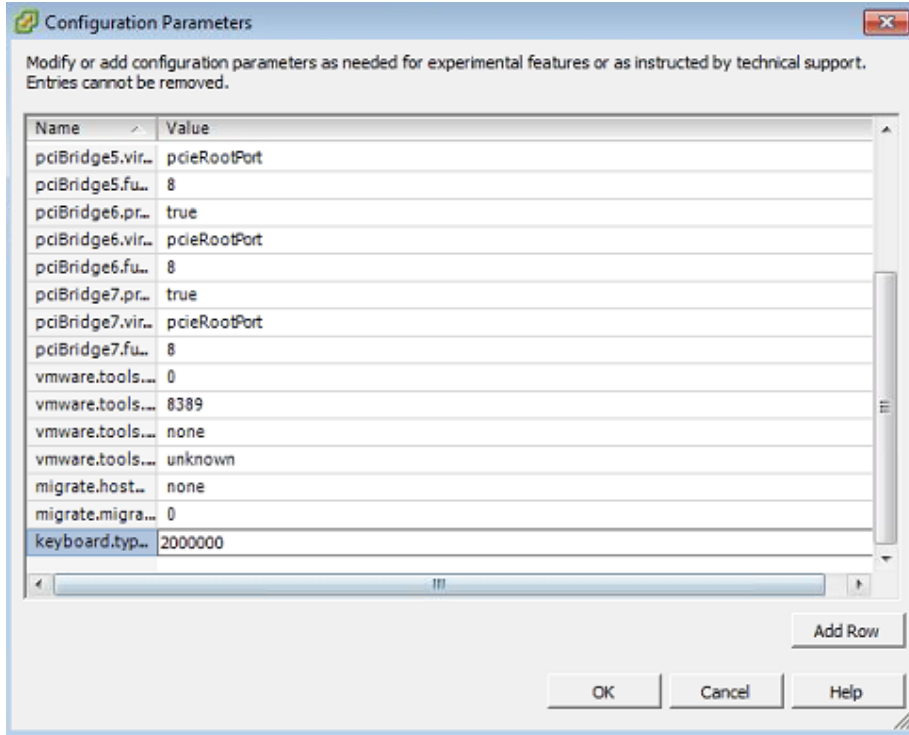 Configuration Parameters
Modify or add configuration parameters as needed for experimental features or as instructed by technical support.
Entries cannot be removed.
Name Value
pciBridge5.vir... pcieRootPort
pciBridge5.fu... 8
pciBridge6.pr... true
pciBridge6.vir... pcieRootPort
pciBridge6.fu... 8
pciBridge7.pr... true
pciBridge7.vir... pcieRootPort
pciBridge7.fu... 8
vmware.tools.... 0
vmware.tools.... 8389
vmware.tools.... none
vmware.tools.... unknown
migrate.host... none
migrate.migra... 0
keyboard.typ... 2000000
Add Row
OK Cancel Help